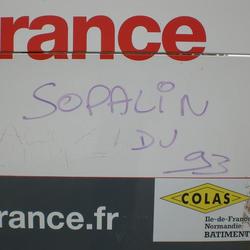 rance
SOPALIN
DU
93
rance.fr
COLAS
Ile-de-France
Normandie
BATIMENT